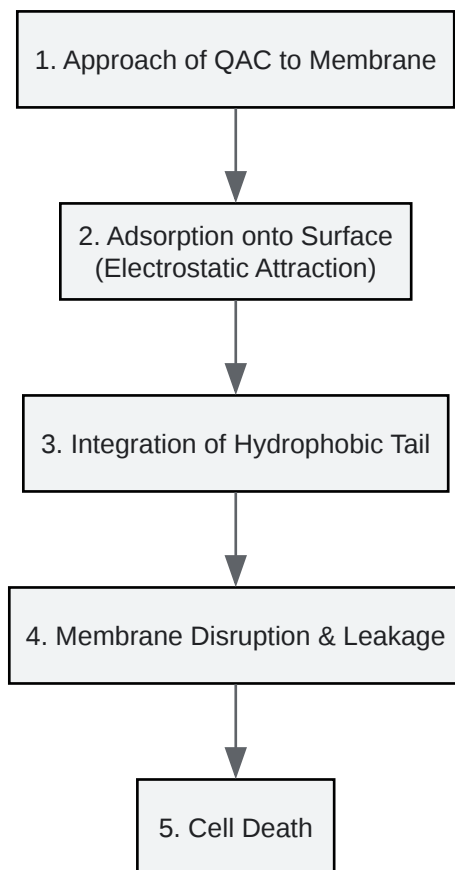 1. Approach of QAC to Membrane
2. Adsorption onto Surface
(Electrostatic Attraction)
3. Integration of Hydrophobic Tail
4. Membrane Disruption & Leakage
5. Cell Death